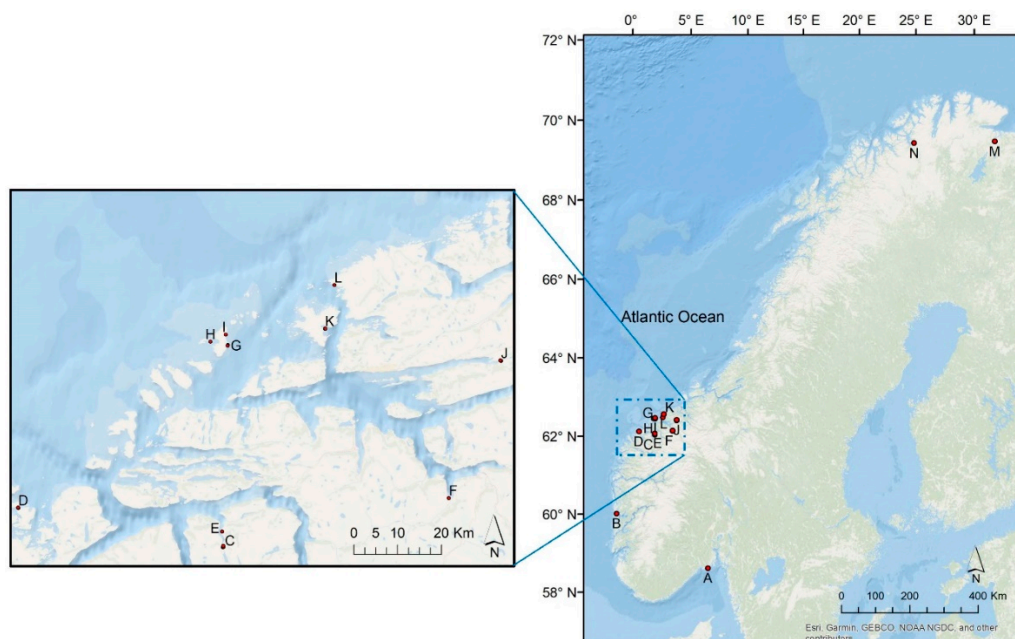 0° 5° E 10° E 15° E 20° E 25° E 30° E
72° N
70° N
N
M
68° N
66° N
Atlantic Ocean
64° N
K
G
L
H I
J
D
C E
F
62° N
60° N
B
A
58° N
0 100 200 400 Km
N
Esri, Garmin, GEBCO, NOAA NGDC, and other
contributors
L
K
I
H
G
J
D
F
E
C
0 5 10 20 Km
N